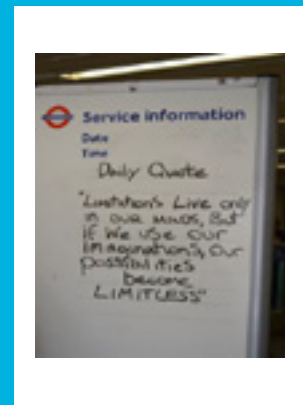 Service information
Date
Time
Daily Quote
"Limitation's Live only
in our minds, But
if We use Our
Imagination's, Our
possibilities
become
LIMITLESS"